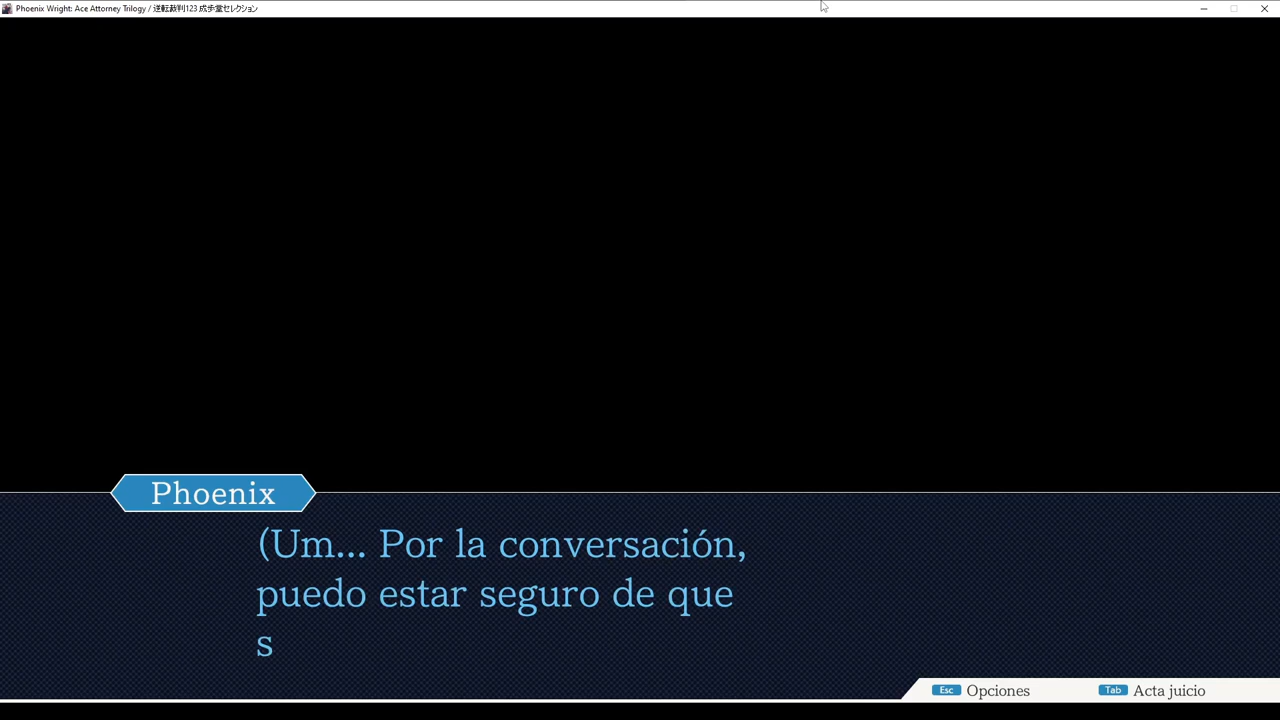 Phoenix Wright: Ace Attorney Trilogy / 逆転裁判123 成歩堂セレクション
Phoenix
(Um... Por la conversación,
puedo estar seguro de que
s
Esc Opciones Tab Acta juicio